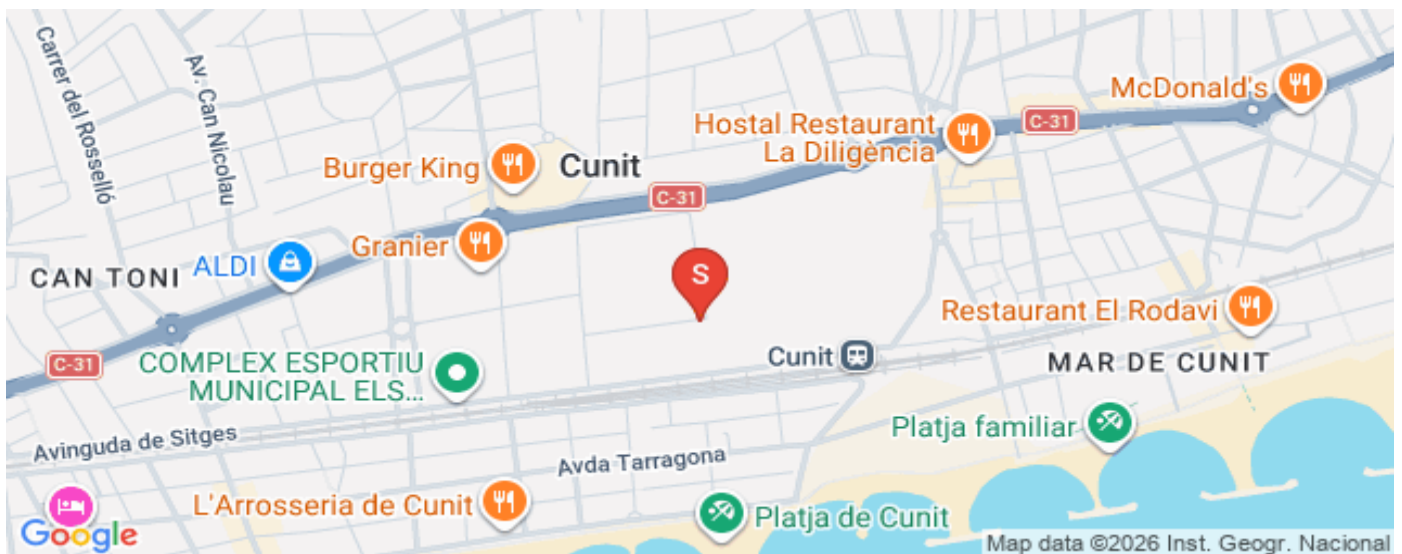 Carrer del Rosselló
Av. Can Nicolau
McDonald's
C-31
Hostal Restaurant
La Diligència
Burger King
Cunit
C-31
Granier
ALDI
CAN TONI
S
Restaurant El Rodavi
C-31
COMPLEX ESPORTIU
MUNICIPAL ELS...
Cunit
MAR DE CUNIT
Avinguda de Sitges
Platja familiar
Avda Tarragona
L'Arrosseria de Cunit
Platja de Cunit
Google
Map data ©2026 Inst. Geogr. Nacional